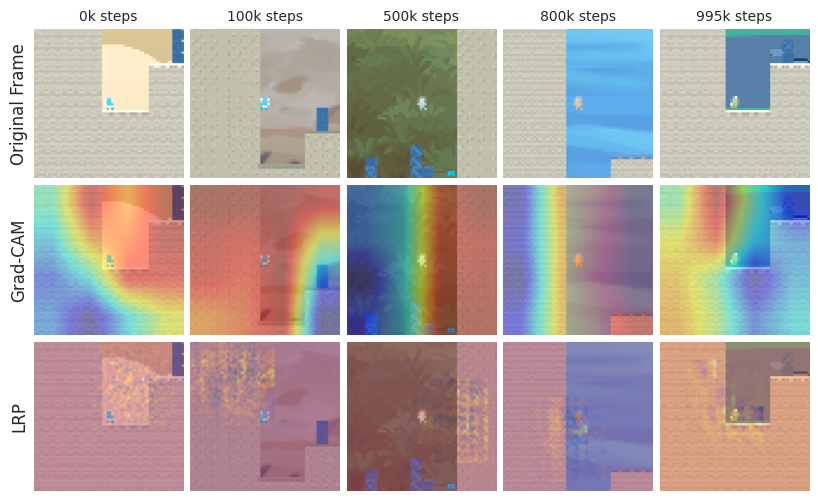 0k steps
100k steps
500k steps
800k steps
995k steps
Original Frame
Grad-CAM
LRP